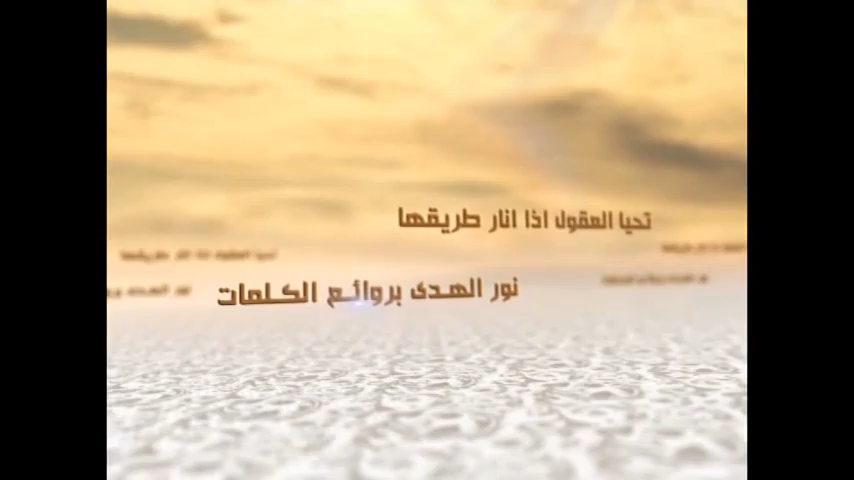 تحيا العقول اذا انار طريقها
نور الهدى بروائع الكلمات